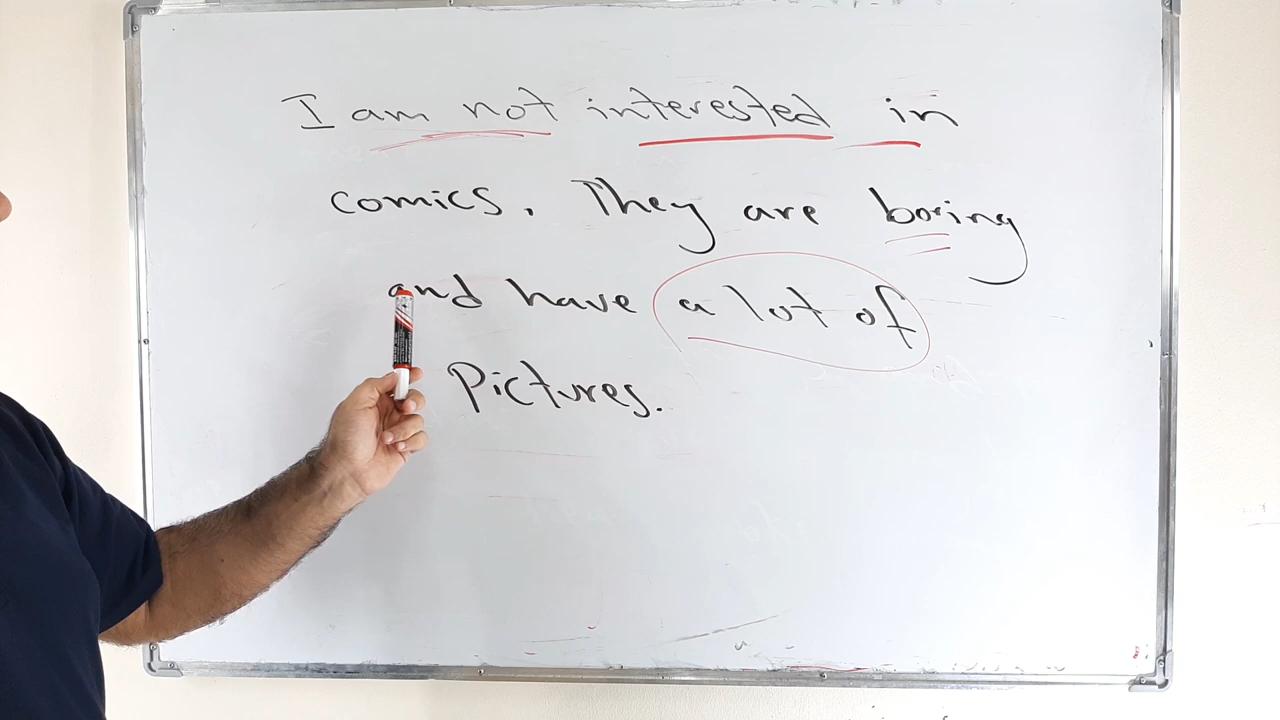 I am not interested in
comics. They are boring
and have a lot of
Pictures.